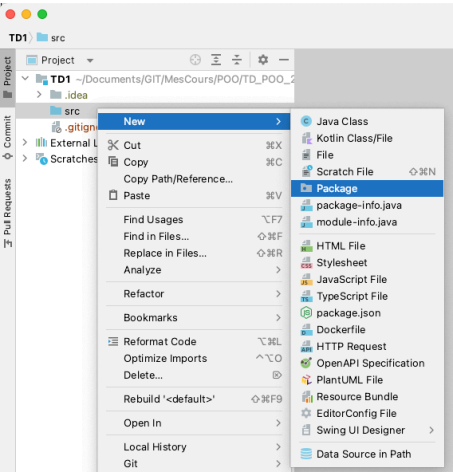 TD1 src
Project
TD1 ~/Documents/GIT/MesCours/POO/TD_POO_2
.idea
src
.gitign
External L
Scratches
Project
Commit
Pull Requests
New
Cut ⌘X
Copy ⌘C
Copy Path/Reference...
Paste ⌘V
Find Usages ⌥F7
Find in Files... ⇧⌘F
Replace in Files... ⇧⌘R
Analyze
Refactor
Bookmarks
Reformat Code ⌥⌘L
Optimize Imports ^⌥O
Delete... ⌦
Rebuild '<default>' ⇧⌘F9
Open In
Local History
Git
Java Class
Kotlin Class/File
File
Scratch File ⇧⌘N
Package
package-info.java
module-info.java
HTML File
Stylesheet
JavaScript File
TypeScript File
package.json
Dockerfile
HTTP Request
OpenAPI Specification
PlantUML File
Resource Bundle
EditorConfig File
Swing UI Designer
Data Source in Path